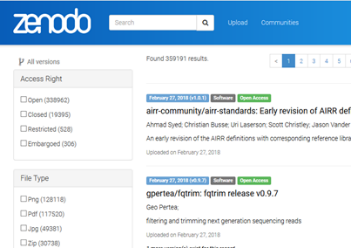 zenodo
Search
Upload
Communities
All versions
Found 359191 results.
« 1 2 3 4 5
Access Right
Open (338962)
Closed (19395)
Restricted (528)
Embargoed (306)
File Type
Png (128118)
Pdf (117520)
Jpg (49381)
Zip (30738)
February 27, 2018 (v1.0.1) Software Open Access
airr-community/airr-standards: Early revision of AIRR def
Ahmad Syed; Christian Busse; Uri Laserson; Scott Christley; Jason Vander
An early revision of the AIRR definitions with corresponding reference libra
Uploaded on February 27, 2018
February 27, 2018 (v0.9.7) Software Open Access
gpertea/fqtrim: fqtrim release v0.9.7
Geo Pertea;
filtering and trimming next generation sequencing reads
Uploaded on February 27, 2018